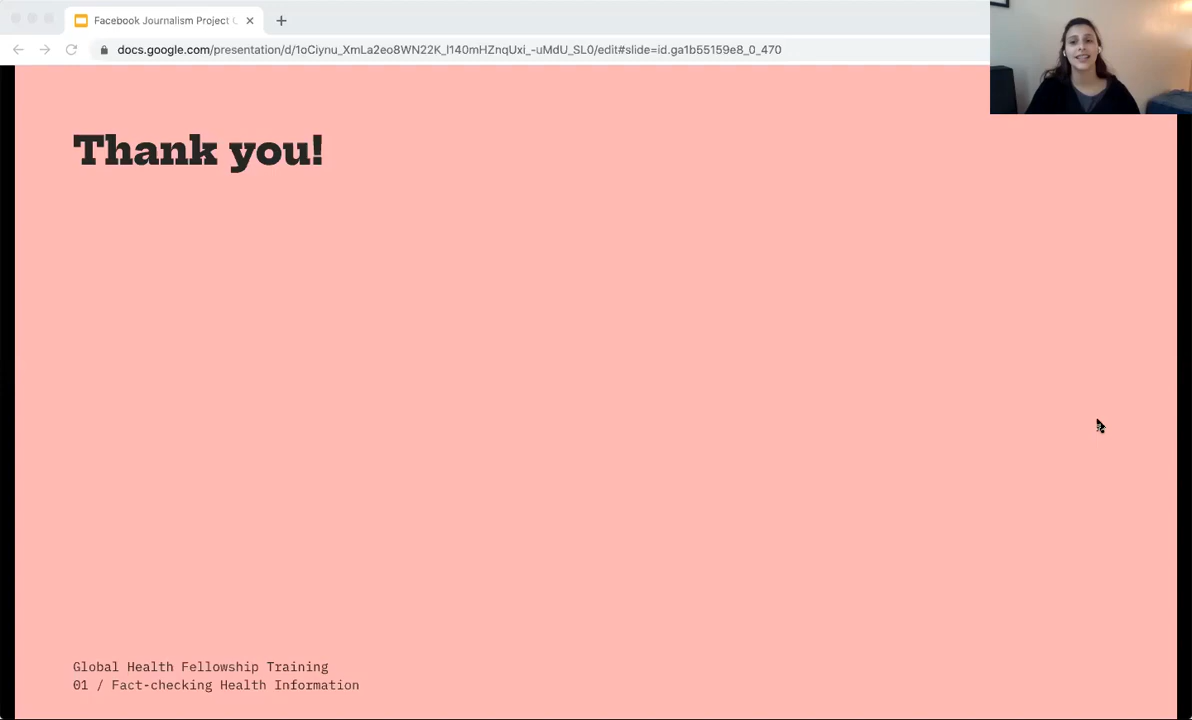 Facebook Journalism Project
docs.google.com/presentation/d/1oCiynu_XmLa2eo8WN22K_l140mHZnqUxi_-uMdU_SL0/edit#slide=id.ga1b55159e8_0_470
Thank you!
Global Health Fellowship Training
01 / Fact-checking Health Information